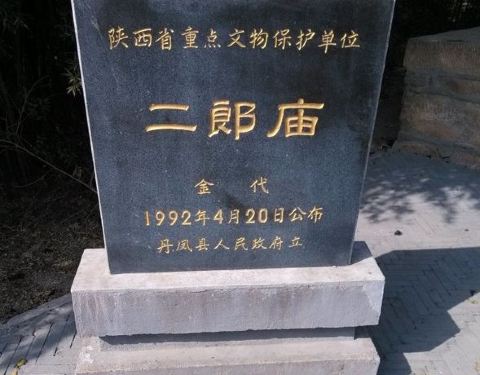 陕西省重点文物保护单位
二郎庙
金代
1992年4月20日公布
丹凤县人民政府立